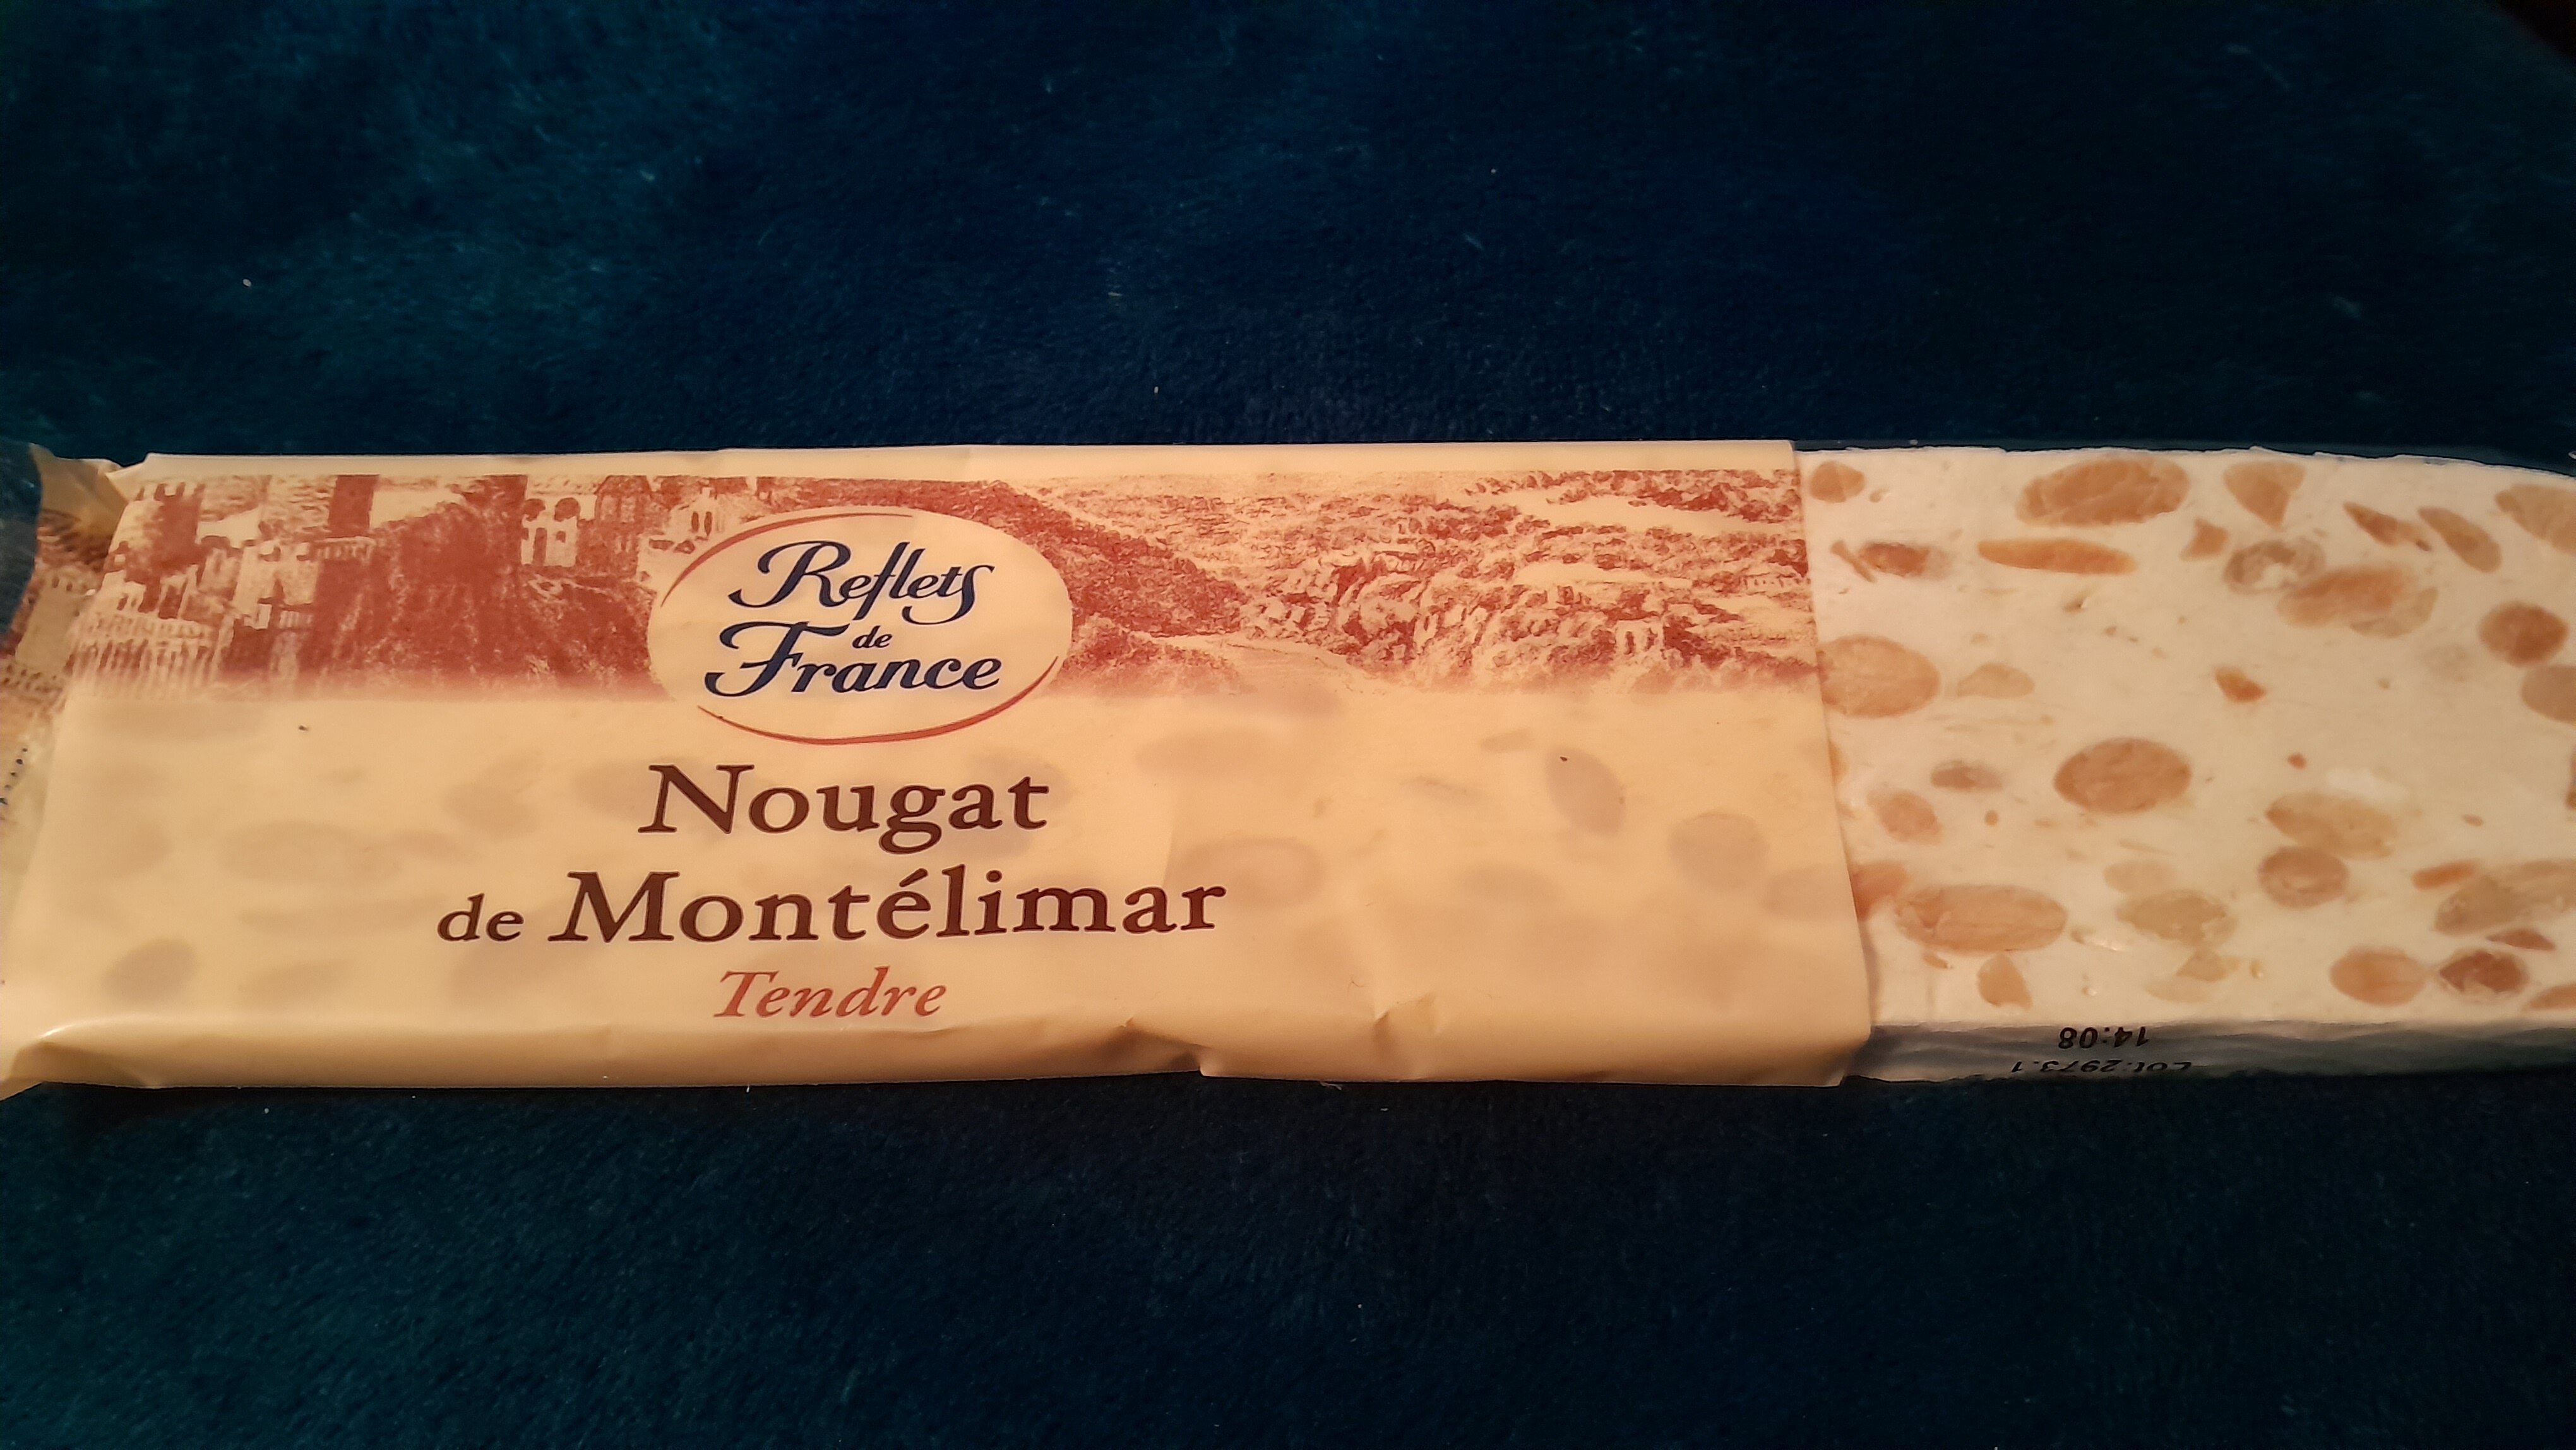 Reflets
de
France
Nougat
de Montélimar
Tendre
Lot:2973.1
14:08